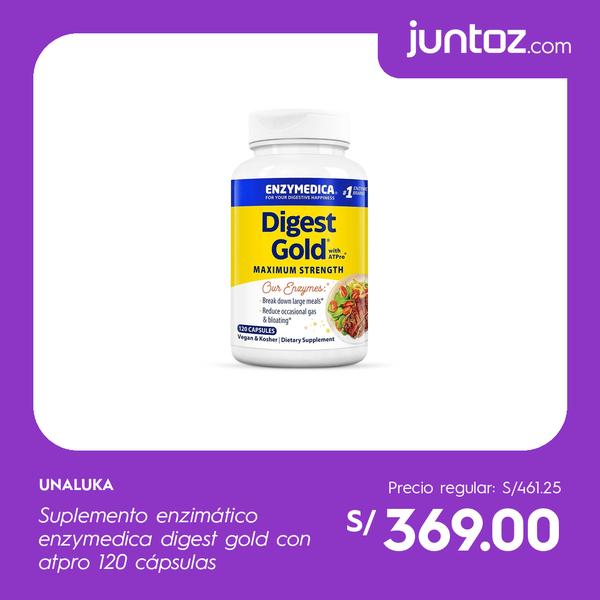 juntoz.com
ENZYMEDICA®
FOR YOUR DIGESTIVE HAPPINESS
#1
Digest
Gold®
with
ATPro™
MAXIMUM STRENGTH
Our Enzymes:*
· Break down large meals*
· Reduce occasional gas
& bloating*
120 CAPSULES
Vegan & Kosher | Dietary Supplement
UNALUKA
Suplemento enzimático
enzymedica digest gold con
atpro 120 cápsulas
Precio regular: S/461.25
S/ 369.00